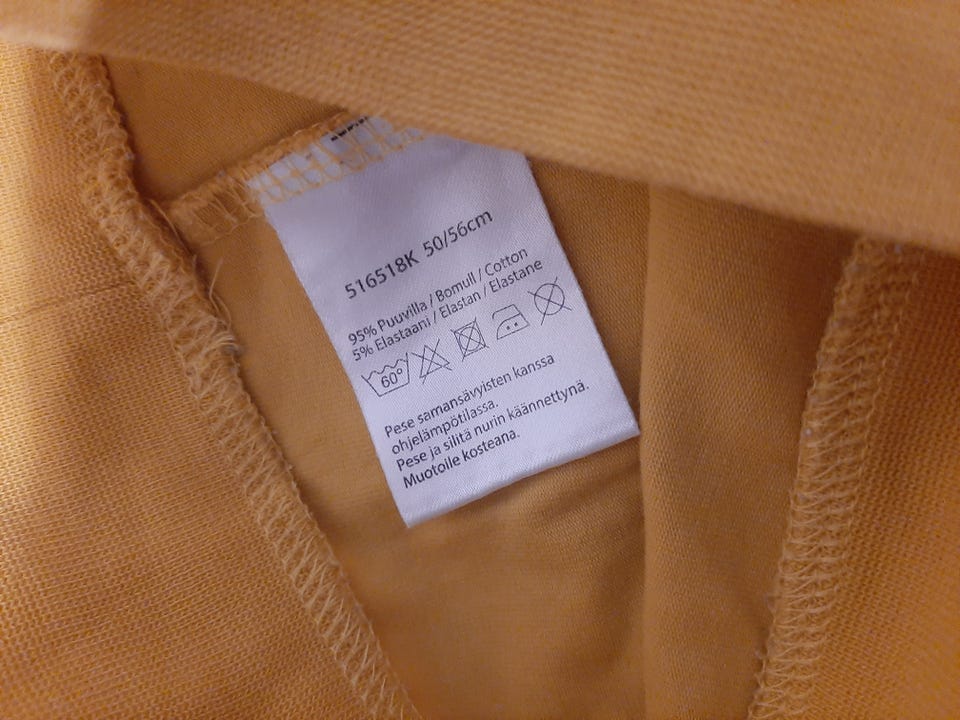 516518K 50/56cm
95% Puuvilla / Bomull / Cotton
5% Elastaani / Elastan / Elastane
60°
Pese samansävyisten kanssa
ohjelämpötilassa.
Pese ja silitä nurin käännettynä.
Muotoile kosteana.